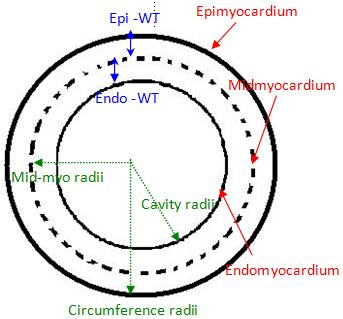 Epi -WT
Epimyocardium
Midmyocardium
Endo -WT
Mid-myo radii
Cavity radii
Endomyocardium
Circumference radii